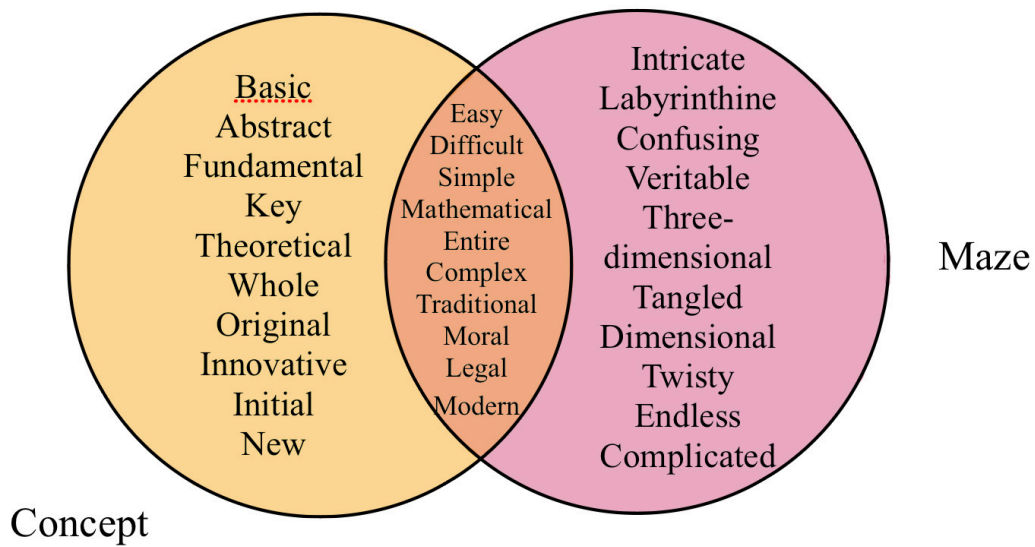 Basic
Abstract
Fundamental
Key
Theoretical
Whole
Original
Innovative
Initial
New
Easy
Difficult
Simple
Mathematical
Entire
Complex
Traditional
Moral
Legal
Modern
Intricate
Labyrinthine
Confusing
Veritable
Three-
dimensional
Tangled
Dimensional
Twisty
Endless
Complicated
Maze
Concept